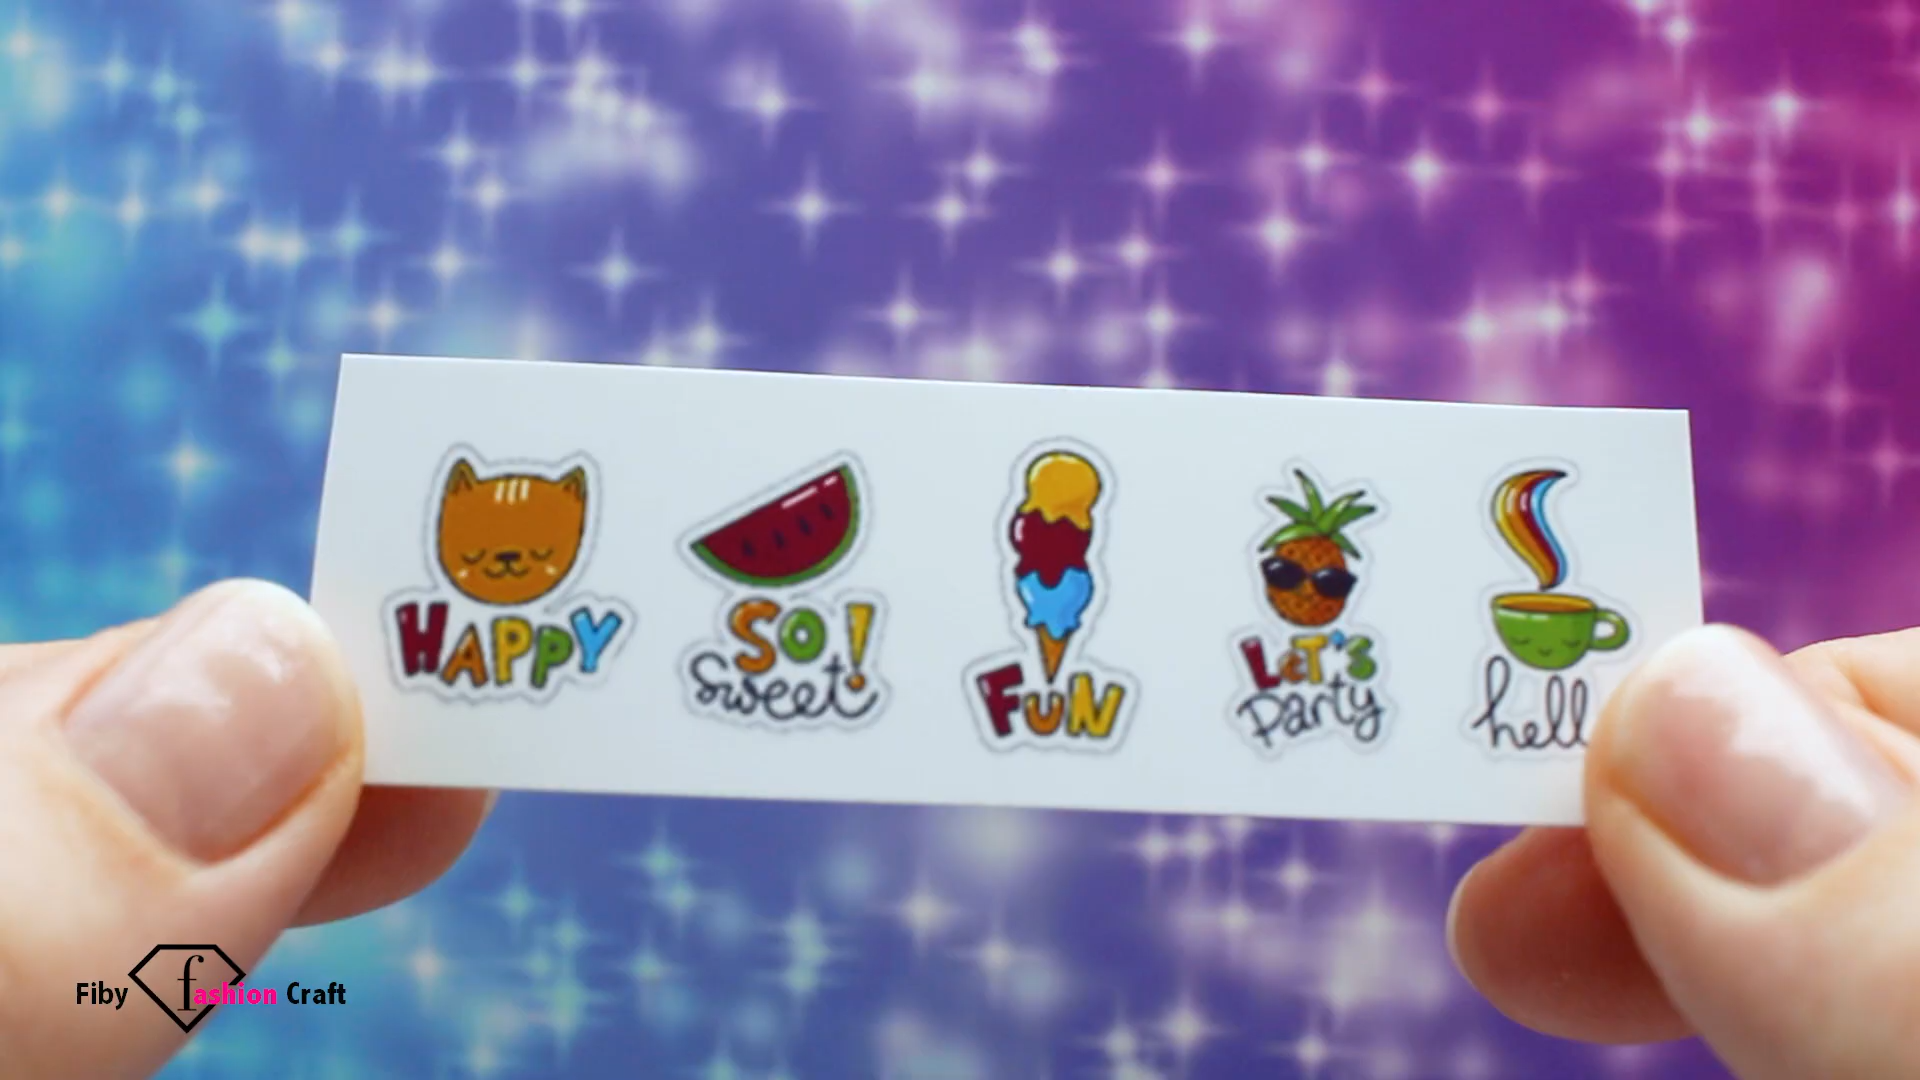 HAPPY
SO!
Sweet
FUN
LeT'S
Party
hell
Fiby fashion Craft